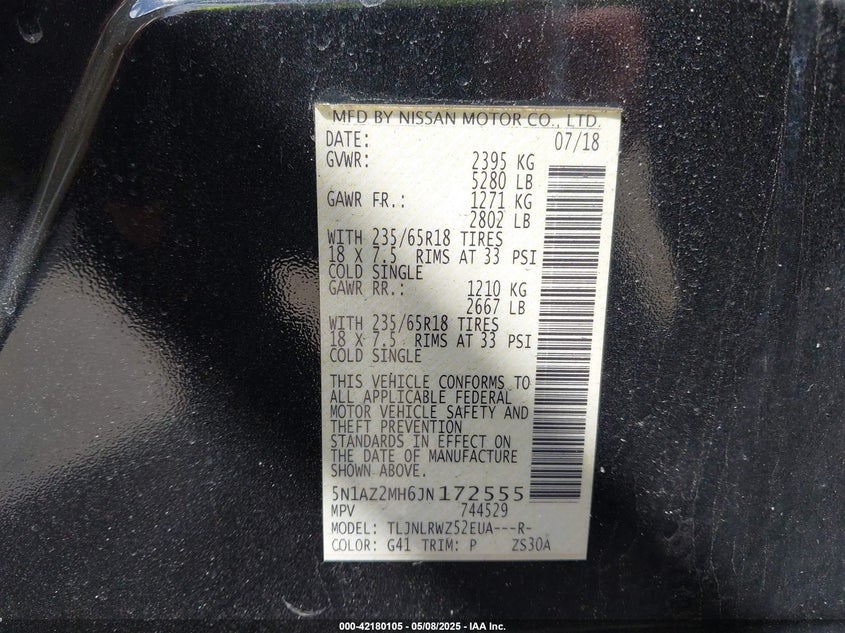 MFD BY NISSAN MOTOR CO., LTD.
DATE: 07/18
GVWR: 2395 KG
5280 LB
GAWR FR.: 1271 KG
2802 LB
WITH 235/65R18 TIRES
18 X 7.5 RIMS AT 33 PSI
COLD SINGLE
GAWR RR.: 1210 KG
2667 LB
WITH 235/65R18 TIRES
18 X 7.5 RIMS AT 33 PSI
COLD SINGLE
THIS VEHICLE CONFORMS TO
ALL APPLICABLE FEDERAL
MOTOR VEHICLE SAFETY AND
THEFT PREVENTION
STANDARDS IN EFFECT ON
THE DATE OF MANUFACTURE
SHOWN ABOVE.
5N1AZ2MH6JN172555
MPV 744529
MODEL: TLJNLRWZ52EUA---R-
COLOR: G41 TRIM: P ZS30A
000-42180105 - 05/08/2025 - IAA Inc.